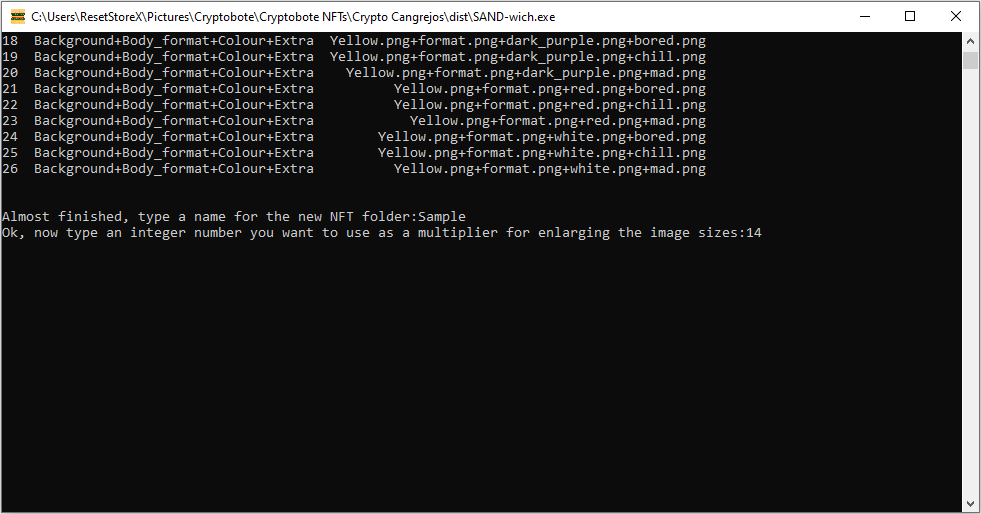 C:\Users\ResetStoreX\Pictures\Cryptobote\Cryptobote NFTs\Crypto Cangrejos\dist\SAND-wich.exe
18  Background+Body_format+Colour+Extra  Yellow.png+format.png+dark_purple.png+bored.png
19  Background+Body_format+Colour+Extra  Yellow.png+format.png+dark_purple.png+chill.png
20  Background+Body_format+Colour+Extra    Yellow.png+format.png+dark_purple.png+mad.png
21  Background+Body_format+Colour+Extra          Yellow.png+format.png+red.png+bored.png
22  Background+Body_format+Colour+Extra          Yellow.png+format.png+red.png+chill.png
23  Background+Body_format+Colour+Extra            Yellow.png+format.png+red.png+mad.png
24  Background+Body_format+Colour+Extra        Yellow.png+format.png+white.png+bored.png
25  Background+Body_format+Colour+Extra        Yellow.png+format.png+white.png+chill.png
26  Background+Body_format+Colour+Extra          Yellow.png+format.png+white.png+mad.png
Almost finished, type a name for the new NFT folder:Sample
Ok, now type an integer number you want to use as a multiplier for enlarging the image sizes:14